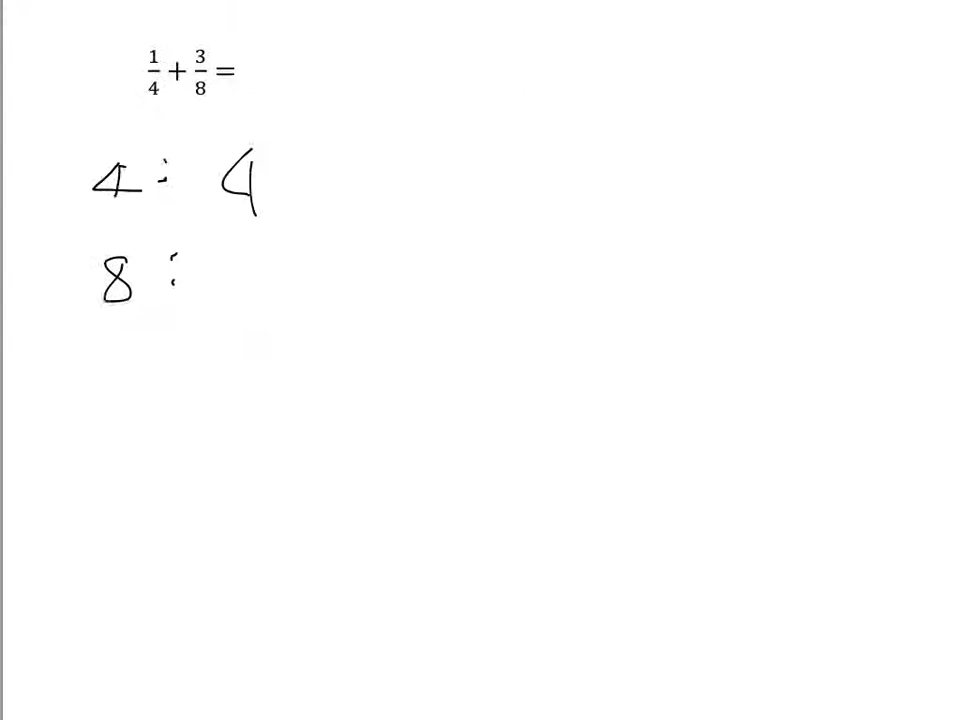 1/4 + 3/8 =
4 : 4
8 :